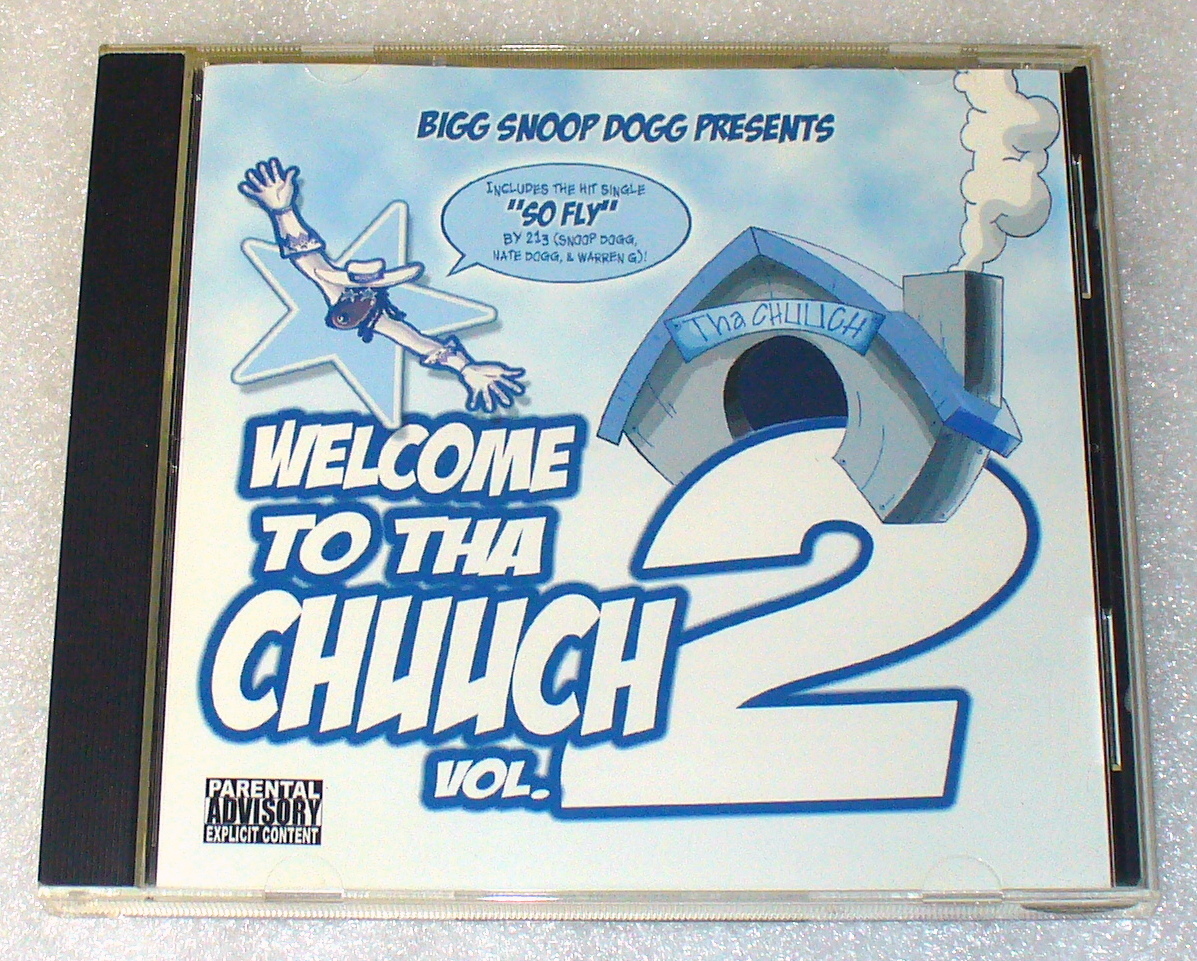 BIGG SNOOP DOGG PRESENTS
INCLUDES THE HIT SINGLE
"SO FLY"
BY 213 (SNOOP DOGG,
NATE DOGG, & WARREN G)!
Tha CHUUCH
WELCOME
TO THA
CHUUCH
VOL. 2
PARENTAL
ADVISORY
EXPLICIT CONTENT